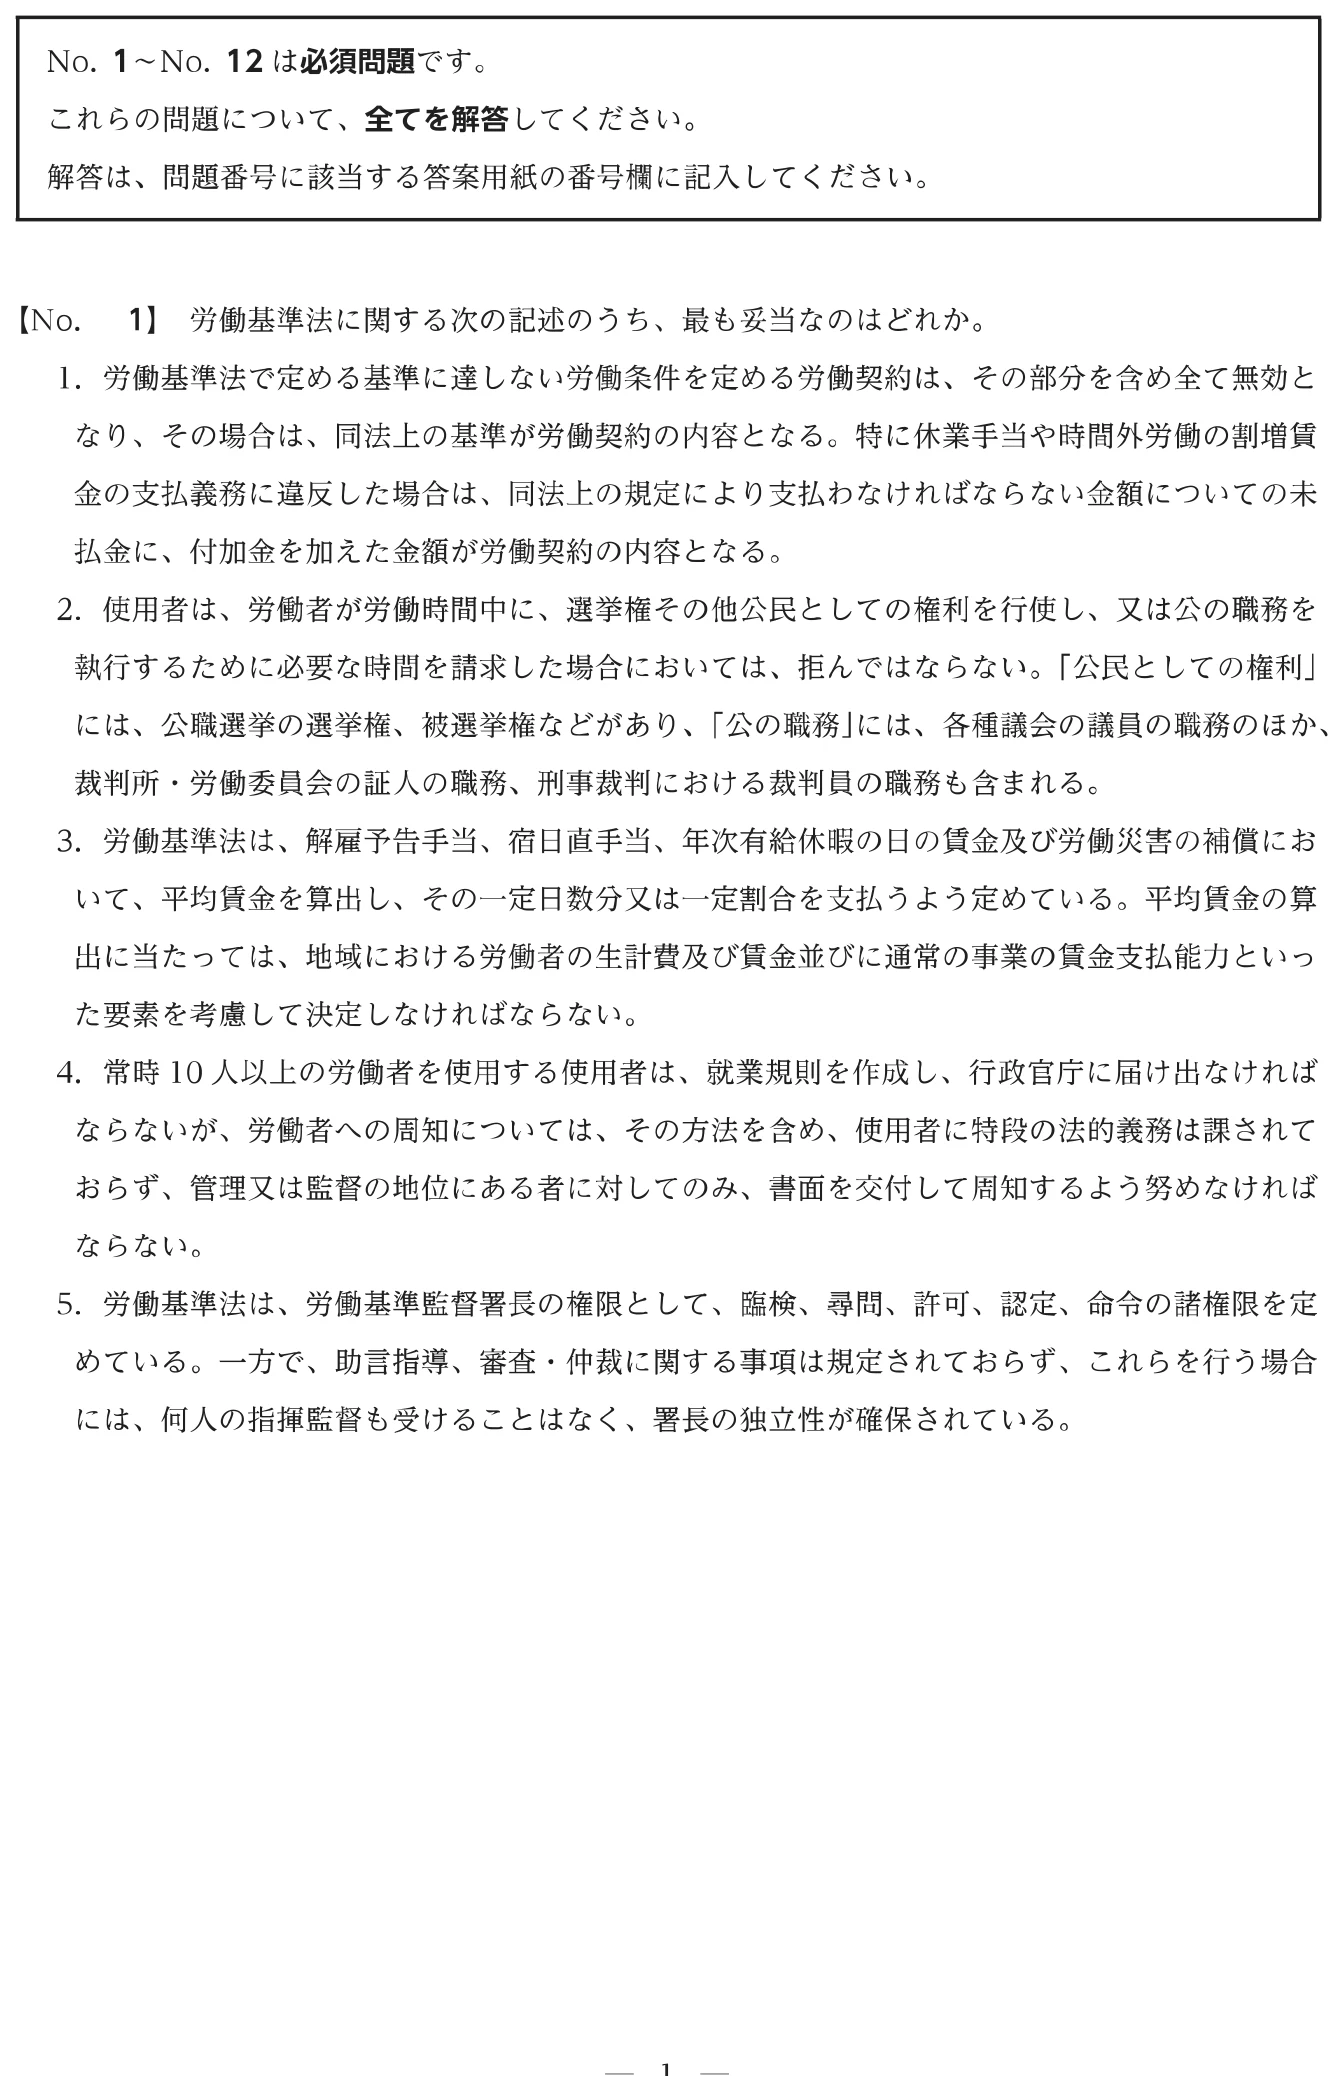 No. 1～No. 12 は必須問題です。
これらの問題について、全てを解答してください。
解答は、問題番号に該当する答案用紙の番号欄に記入してください。
【No. 1】 労働基準法に関する次の記述のうち、最も妥当なのはどれか。
1. 労働基準法で定める基準に達しない労働条件を定める労働契約は、その部分を含め全て無効と
なり、その場合は、同法上の基準が労働契約の内容となる。特に休業手当や時間外労働の割増賃
金の支払義務に違反した場合は、同法上の規定により支払わなければならない金額についての未
払金に、付加金を加えた金額が労働契約の内容となる。
2. 使用者は、労働者が労働時間中に、選挙権その他公民としての権利を行使し、又は公の職務を
執行するために必要な時間を請求した場合においては、拒んではならない。「公民としての権利」
には、公職選挙の選挙権、被選挙権などがあり、「公の職務」には、各種議会の議員の職務のほか、
裁判所・労働委員会の証人の職務、刑事裁判における裁判員の職務も含まれる。
3. 労働基準法は、解雇予告手当、宿日直手当、年次有給休暇の日の賃金及び労働災害の補償にお
いて、平均賃金を算出し、その一定日数分又は一定割合を支払うよう定めている。平均賃金の算
出に当たっては、地域における労働者の生計費及び賃金並びに通常の事業の賃金支払能力といっ
た要素を考慮して決定しなければならない。
4. 常時 10 人以上の労働者を使用する使用者は、就業規則を作成し、行政官庁に届け出なければ
ならないが、労働者への周知については、その方法を含め、使用者に特段の法的義務は課されて
おらず、管理又は監督の地位にある者に対してのみ、書面を交付して周知するよう努めなければ
ならない。
5. 労働基準法は、労働基準監督署長の権限として、臨検、尋問、許可、認定、命令の諸権限を定
めている。一方で、助言指導、審査・仲裁に関する事項は規定されておらず、これらを行う場合
には、何人の指揮監督も受けることはなく、署長の独立性が確保されている。
— 1 —